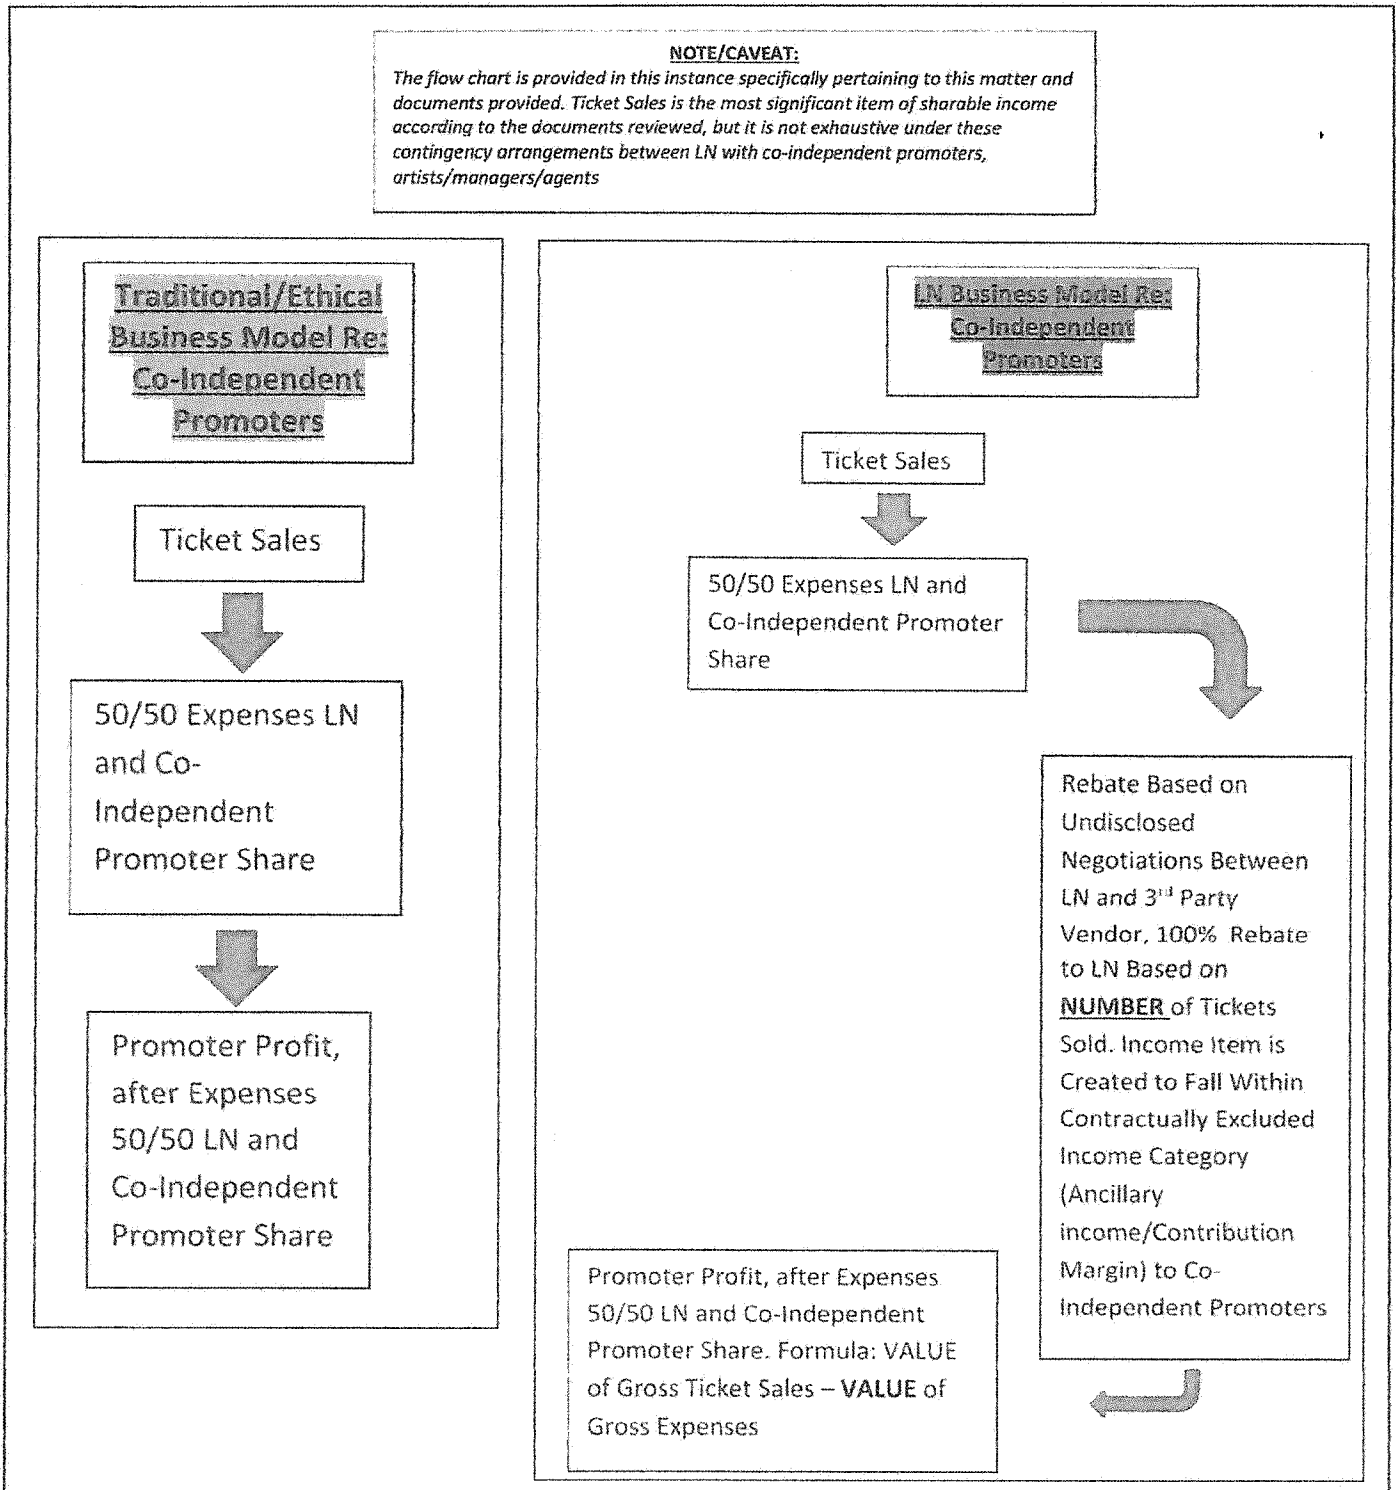 NOTE/CAVEAT:
The flow chart is provided in this instance specifically pertaining to this matter and
documents provided. Ticket Sales is the most significant item of sharable income
according to the documents reviewed, but it is not exhaustive under these
contingency arrangements between LN with co-independent promoters,
artists/managers/agents
Traditional/Ethical
Business Model Re:
Co-Independent
Promoters
Ticket Sales
50/50 Expenses LN
and Co-
Independent
Promoter Share
Promoter Profit,
after Expenses
50/50 LN and
Co-Independent
Promoter Share
LN Business Model Re:
Co-Independent
Promoters
Ticket Sales
50/50 Expenses LN and
Co-Independent Promoter
Share
Rebate Based on
Undisclosed
Negotiations Between
LN and 3rd Party
Vendor, 100% Rebate
to LN Based on
NUMBER of Tickets
Sold. Income Item is
Created to Fall Within
Contractually Excluded
Income Category
(Ancillary
income/Contribution
Margin) to Co-
Independent Promoters
Promoter Profit, after Expenses
50/50 LN and Co-Independent
Promoter Share. Formula: VALUE
of Gross Ticket Sales – VALUE of
Gross Expenses